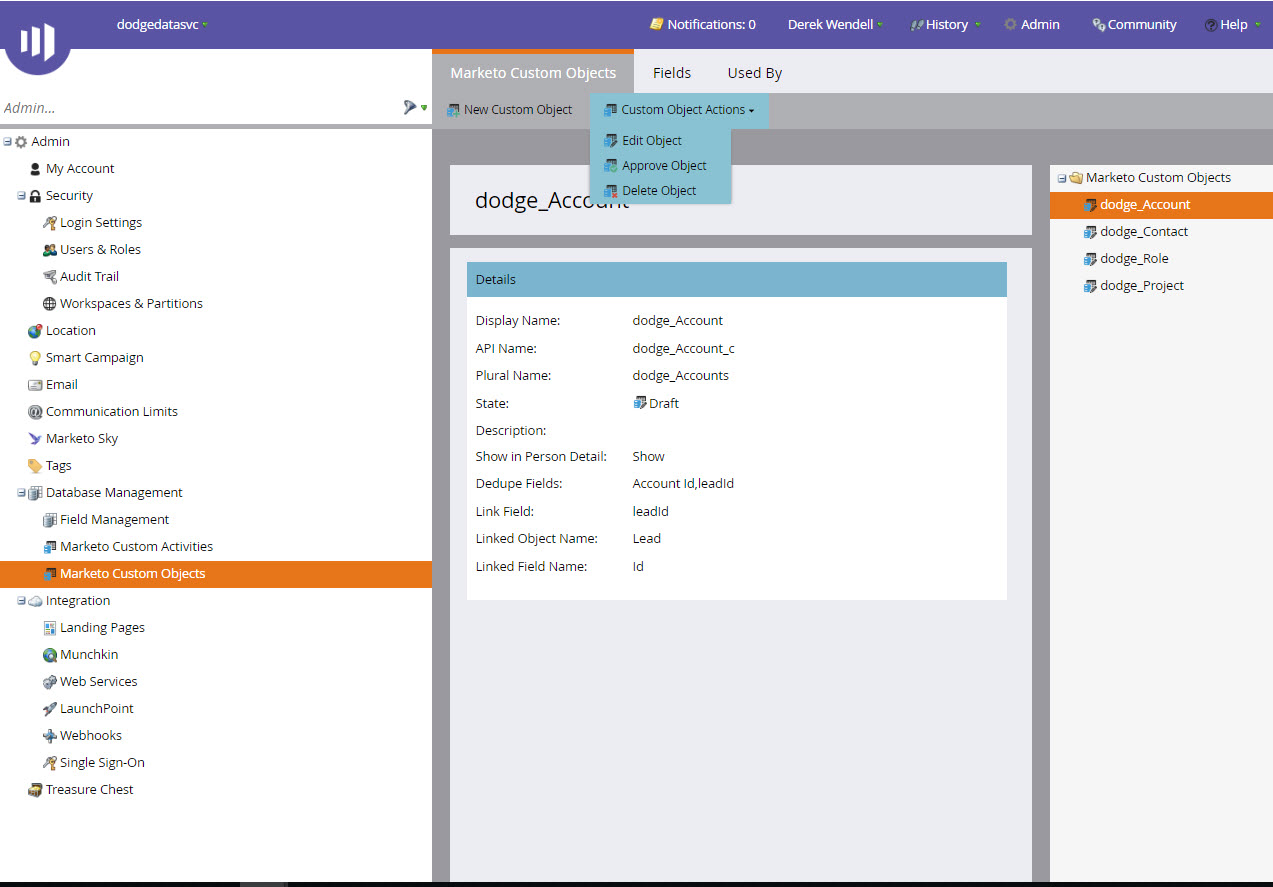 dodgedatasvc
Notifications: 0
Derek Wendell
History
Admin
Community
Help
Admin...
Marketo Custom Objects
Fields
Used By
New Custom Object
Custom Object Actions
Edit Object
Approve Object
Delete Object
Admin
My Account
Security
Login Settings
Users & Roles
Audit Trail
Workspaces & Partitions
Location
Smart Campaign
Email
Communication Limits
Marketo Sky
Tags
Database Management
Field Management
Marketo Custom Activities
Marketo Custom Objects
Integration
Landing Pages
Munchkin
Web Services
LaunchPoint
Webhooks
Single Sign-On
Treasure Chest
dodge_Account
Details
Display Name: dodge_Account
API Name: dodge_Account_c
Plural Name: dodge_Accounts
State: Draft
Description:
Show in Person Detail: Show
Dedupe Fields: Account Id,leadId
Link Field: leadId
Linked Object Name: Lead
Linked Field Name: Id
Marketo Custom Objects
dodge_Account
dodge_Contact
dodge_Role
dodge_Project